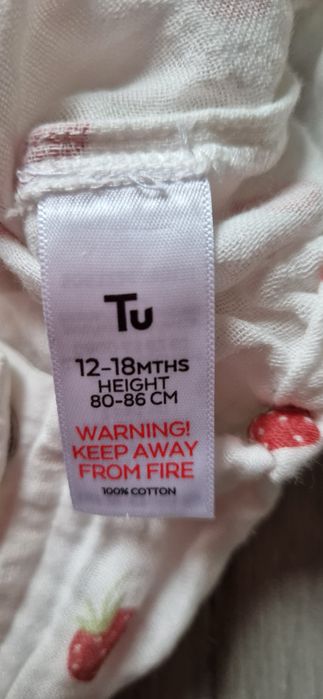 Tu
12-18MTHS
HEIGHT
80-86 CM
WARNING!
KEEP AWAY
FROM FIRE
100% COTTON